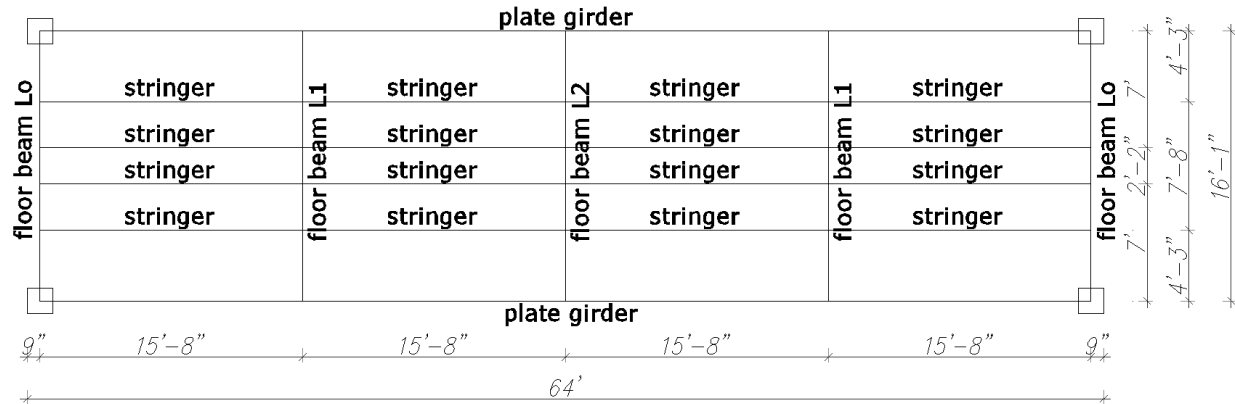 plate girder
floor beam Lo
stringer
stringer
stringer
stringer
floor beam L1
stringer
stringer
stringer
stringer
floor beam L2
stringer
stringer
stringer
stringer
floor beam L1
stringer
stringer
stringer
stringer
floor beam Lo
plate girder
7'
2'-2"
7'
4'-3"
7'-8"
4'-3"
16'-1"
9"
15'-8"
15'-8"
15'-8"
15'-8"
9"
64'